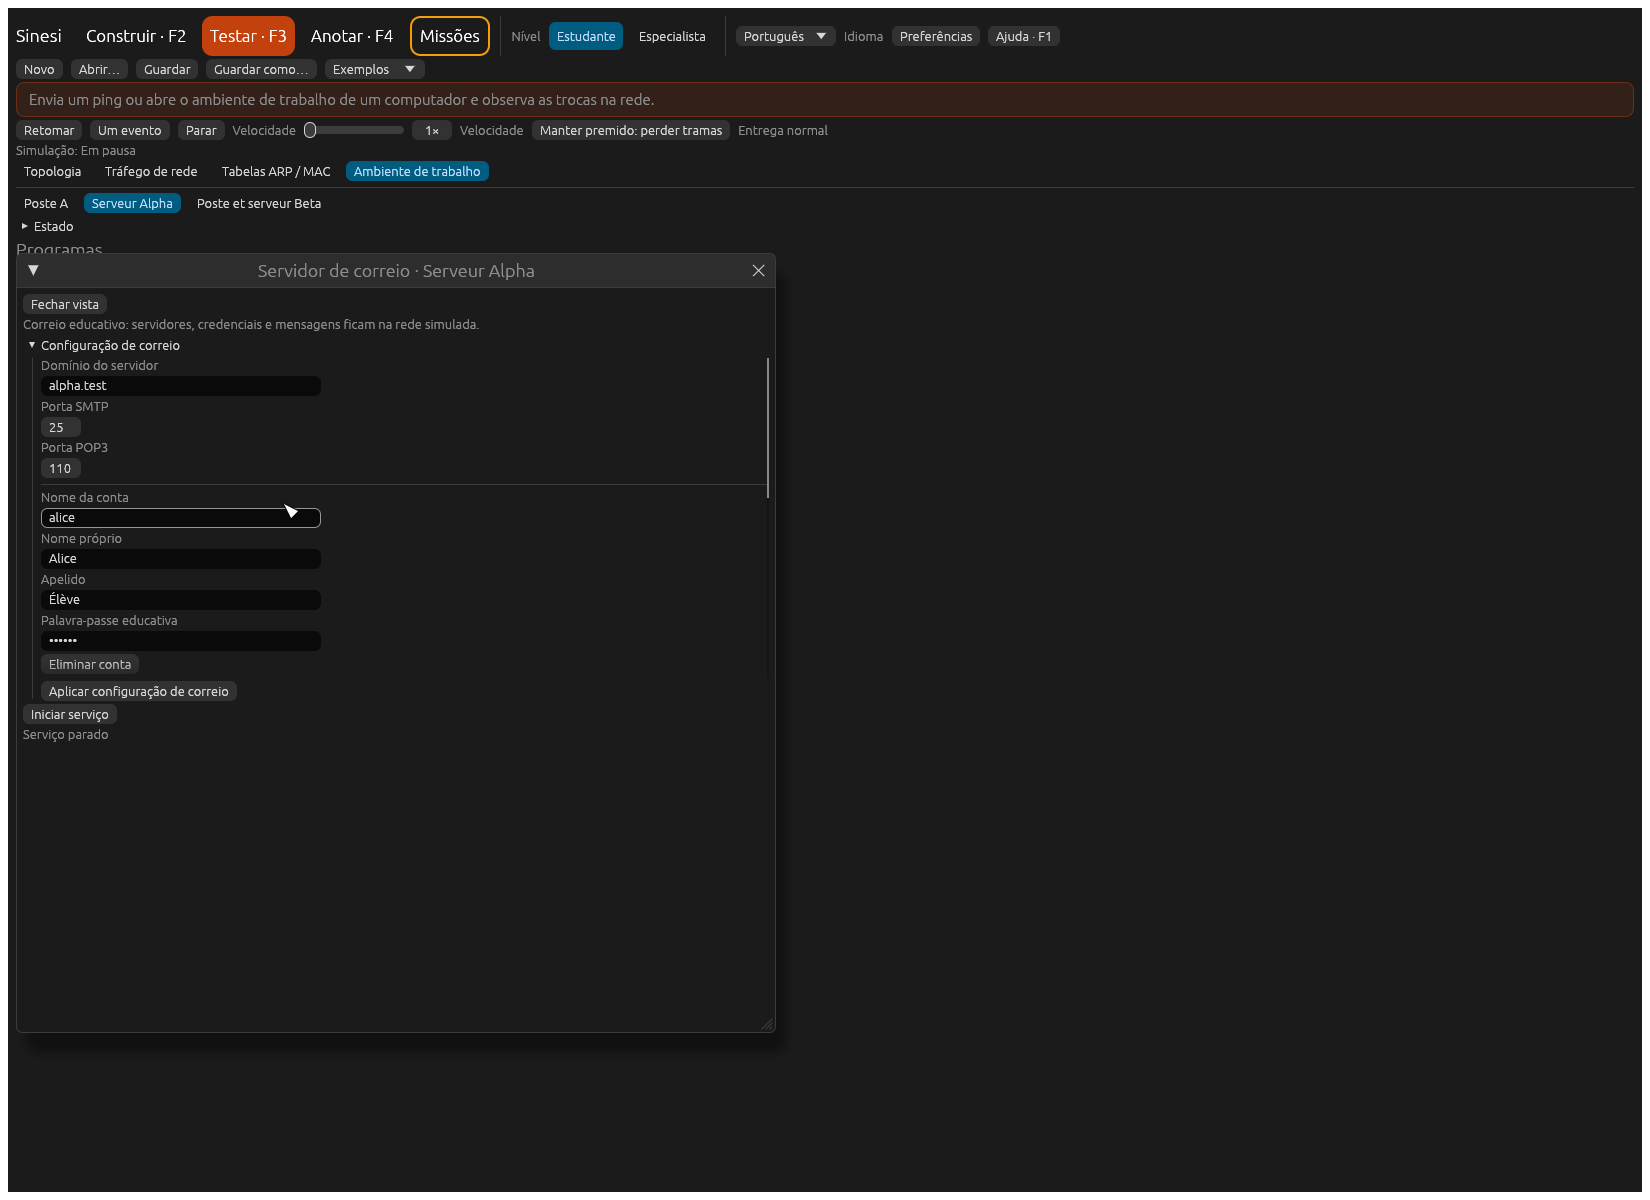 Sinesi Construir · F2 Testar · F3 Anotar · F4 Missões Nível Estudante Especialista Português Idioma Preferências Ajuda · F1
Novo Abrir… Guardar Guardar como… Exemplos
Envia um ping ou abre o ambiente de trabalho de um computador e observa as trocas na rede.
Retomar Um evento Parar Velocidade 1× Velocidade Manter premido: perder tramas Entrega normal
Simulação: Em pausa
Topologia Tráfego de rede Tabelas ARP / MAC Ambiente de trabalho
Poste A Serveur Alpha Poste et serveur Beta
Estado
Programas
Servidor de correio · Serveur Alpha
Fechar vista
Correio educativo: servidores, credenciais e mensagens ficam na rede simulada.
Configuração de correio
Domínio do servidor
alpha.test
Porta SMTP
25
Porta POP3
110
Nome da conta
alice
Nome próprio
Alice
Apelido
Élève
Palavra-passe educativa
••••••
Eliminar conta
Aplicar configuração de correio
Iniciar serviço
Serviço parado